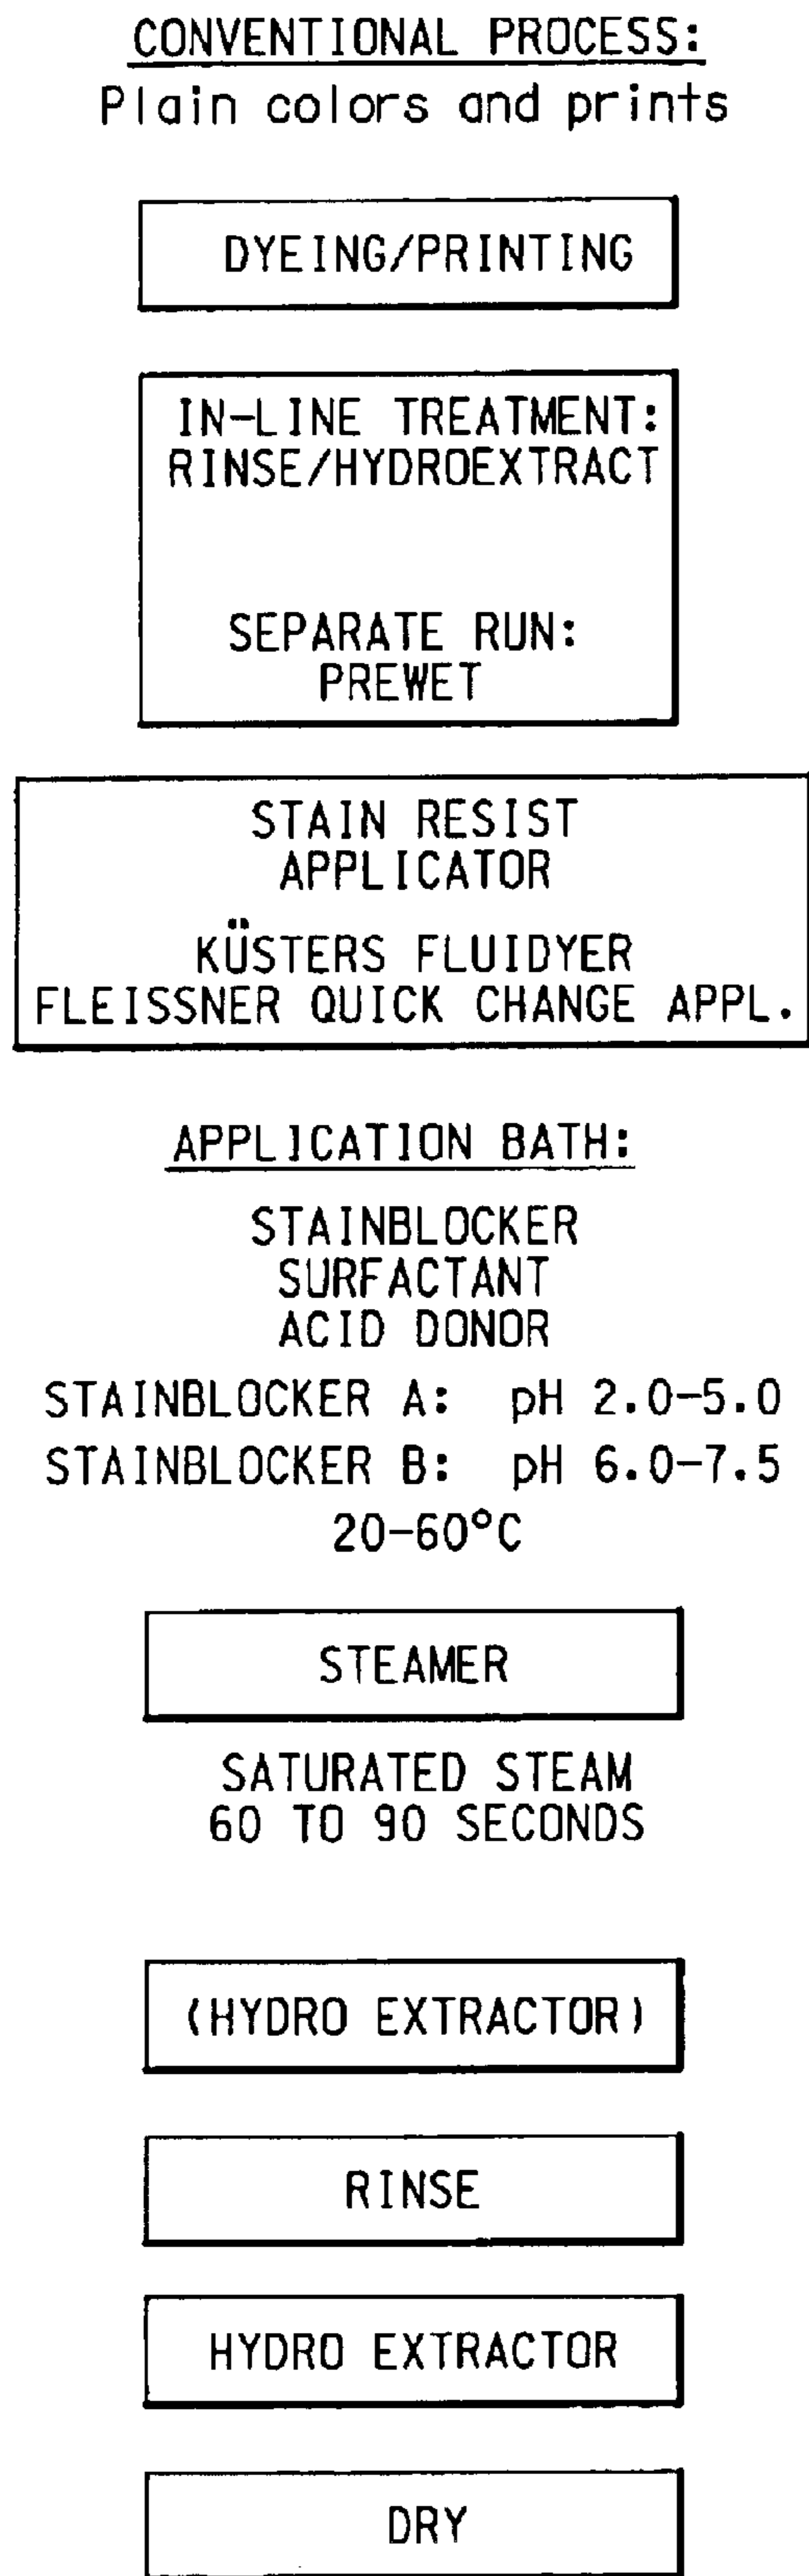 CONVENTIONAL PROCESS:
Plain colors and prints
DYEING/PRINTING
IN-LINE TREATMENT:
RINSE/HYDROEXTRACT
SEPARATE RUN:
PREWET
STAIN RESIST
APPLICATOR
KÜSTERS FLUIDYER
FLEISSNER QUICK CHANGE APPL.
APPLICATION BATH:
STAINBLOCKER
SURFACTANT
ACID DONOR
STAINBLOCKER A: pH 2.0-5.0
STAINBLOCKER B: pH 6.0-7.5
20-60°C
STEAMER
SATURATED STEAM
60 TO 90 SECONDS
(HYDRO EXTRACTOR)
RINSE
HYDRO EXTRACTOR
DRY